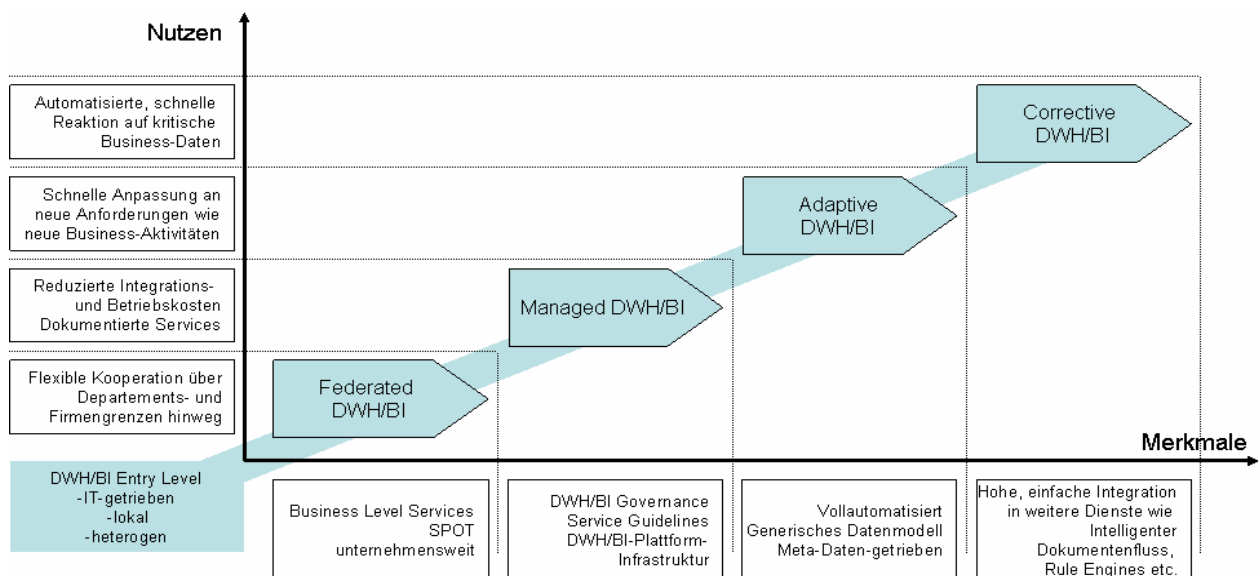 Nutzen
Automatisierte, schnelle
Reaktion auf kritische
Business-Daten
Corrective
DWH/BI
Schnelle Anpassung an
neue Anforderungen wie
neue Business-Aktivitäten
Adaptive
DWH/BI
Reduzierte Integrations-
und Betriebskosten
Dokumentierte Services
Managed DWH/BI
Flexible Kooperation über
Departements- und
Firmengrenzen hinweg
Federated
DWH/BI
Merkmale
DWH/BI Entry Level
-IT-getrieben
-lokal
-heterogen
Business Level Services
SPOT
unternehmensweit
DWH/BI Governance
Service Guidelines
DWH/BI-Plattform-
Infrastruktur
Vollautomatisiert
Generisches Datenmodell
Meta-Daten-getrieben
Hohe, einfache Integration
in weitere Dienste wie
Intelligenter
Dokumentenfluss,
Rule Engines etc.